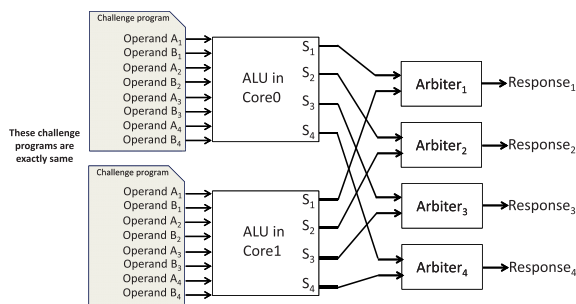 Challenge program
Operand A1
Operand B1
Operand A2
Operand B2
Operand A3
Operand B3
Operand A4
Operand B4
ALU in
Core0
S1
S2
S3
S4
These challenge
programs are
exactly same
Challenge program
Operand A1
Operand B1
Operand A2
Operand B2
Operand A3
Operand B3
Operand A4
Operand B4
ALU in
Core1
S1
S2
S3
S4
Arbiter1
Response1
Arbiter2
Response2
Arbiter3
Response3
Arbiter4
Response4